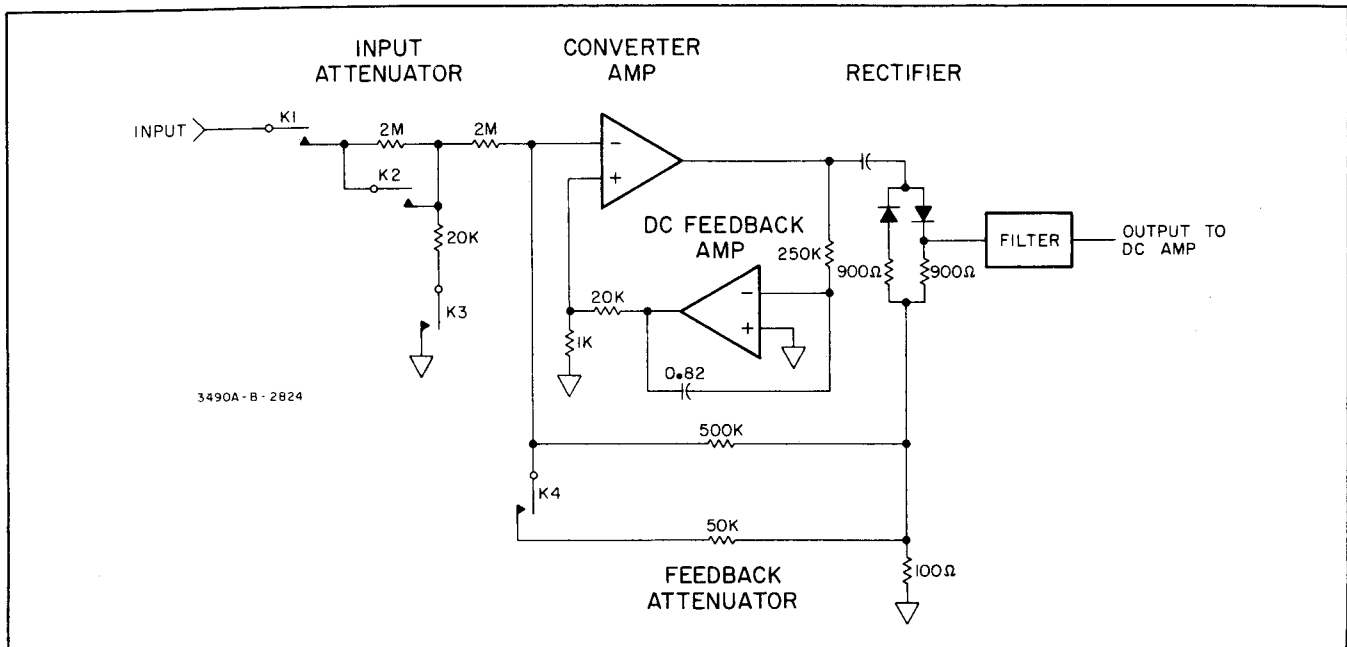 INPUT
ATTENUATOR
CONVERTER
AMP
RECTIFIER
INPUT
K1
2M
2M
K2
20K
K3
−
+
DC FEEDBACK
AMP
250K
−
+
20K
1K
0.82
900Ω
900Ω
FILTER
OUTPUT TO
DC AMP
3490A-B-2824
500K
K4
50K
100Ω
FEEDBACK
ATTENUATOR